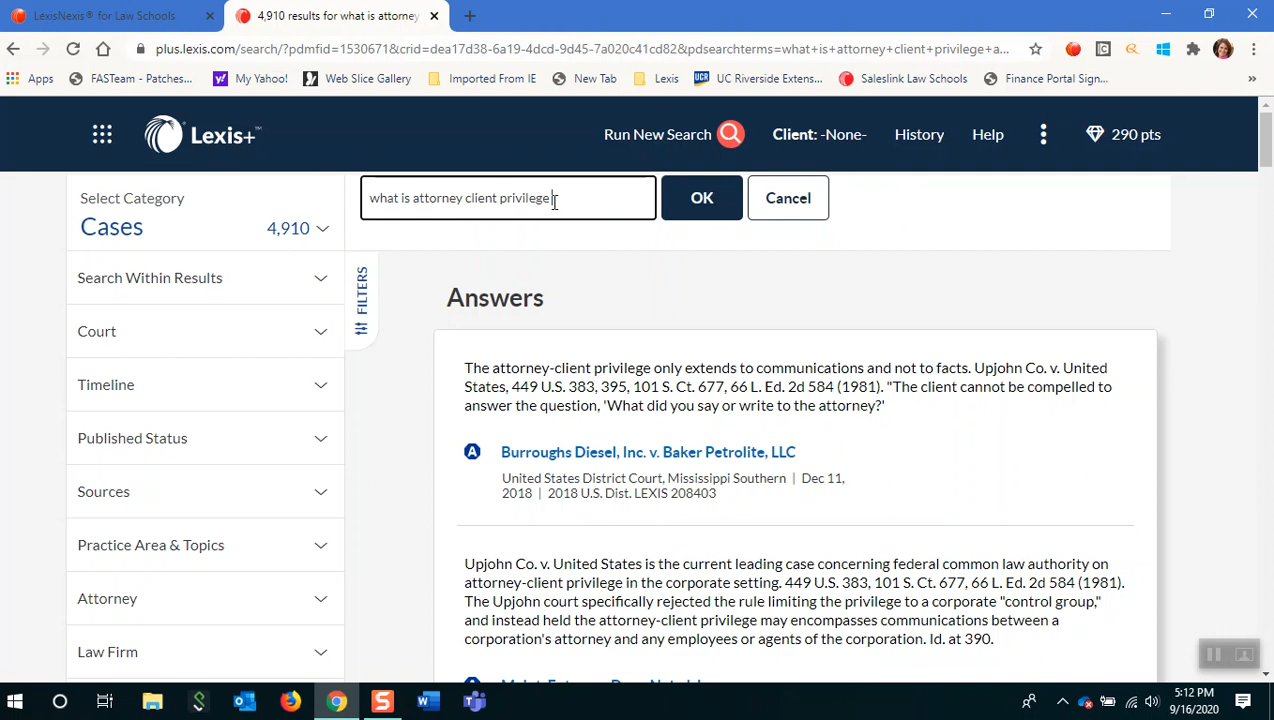 LexisNexis® for Law Schools
4,910 results for what is attorney
plus.lexis.com/search/?pdmfid=1530671&crid=dea17d38-6a19-4dcd-9d45-7a020c41cd82&pdsearchterms=what+is+attorney+client+privilege+a...
Apps
FASTeam - Patches...
My Yahoo!
Web Slice Gallery
Imported From IE
New Tab
Lexis
UC Riverside Extens...
Saleslink Law Schools
Finance Portal Sign...
»
Lexis+™
Run New Search
Client: -None-
History
Help
290 pts
Select Category
Cases
4,910
what is attorney client privilege
OK
Cancel
Search Within Results
Court
Timeline
Published Status
Sources
Practice Area & Topics
Attorney
Law Firm
FILTERS
Answers
The attorney-client privilege only extends to communications and not to facts. Upjohn Co. v. United
States, 449 U.S. 383, 395, 101 S. Ct. 677, 66 L. Ed. 2d 584 (1981). "The client cannot be compelled to
answer the question, 'What did you say or write to the attorney?'
A
Burroughs Diesel, Inc. v. Baker Petrolite, LLC
United States District Court, Mississippi Southern | Dec 11,
2018 | 2018 U.S. Dist. LEXIS 208403
Upjohn Co. v. United States is the current leading case concerning federal common law authority on
attorney-client privilege in the corporate setting. 449 U.S. 383, 101 S. Ct. 677, 66 L. Ed. 2d 584 (1981).
The Upjohn court specifically rejected the rule limiting the privilege to a corporate "control group,"
and instead held the attorney-client privilege may encompasses communications between a
corporation's attorney and any employees or agents of the corporation. Id. at 390.
5:12 PM
9/16/2020